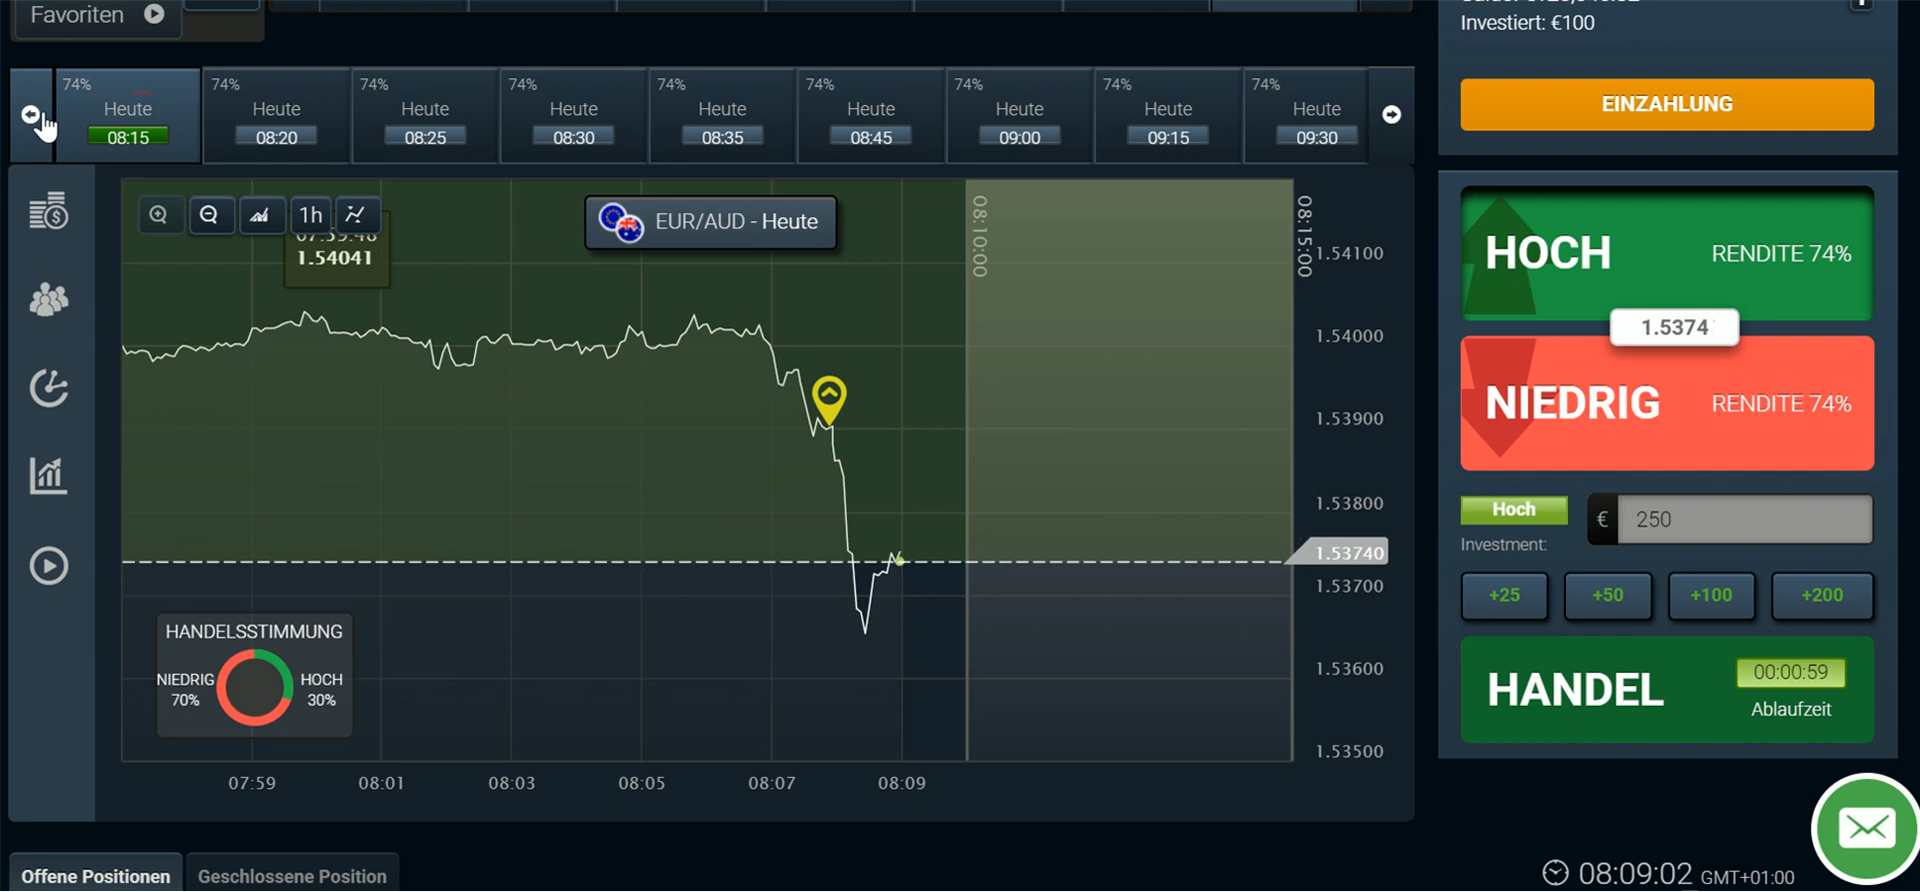 Favoriten
Investiert: €100
74%
Heute
08:15
74%
Heute
08:20
74%
Heute
08:25
74%
Heute
08:30
74%
Heute
08:35
74%
Heute
08:45
74%
Heute
09:00
74%
Heute
09:15
74%
Heute
09:30
EINZAHLUNG
1h
07:59:48
1.54041
EUR/AUD - Heute
08:10:00
08:15:00
1.54100
1.54000
1.53900
1.53800
1.53740
1.53700
1.53600
1.53500
HANDELSSTIMMUNG
NIEDRIG
70%
HOCH
30%
07:59
08:01
08:03
08:05
08:07
08:09
HOCH
RENDITE 74%
1.5374
NIEDRIG
RENDITE 74%
Hoch
Investment:
€ 250
+25
+50
+100
+200
HANDEL
00:00:59
Ablaufzeit
Offene Positionen
Geschlossene Position
08:09:02 GMT+01:00